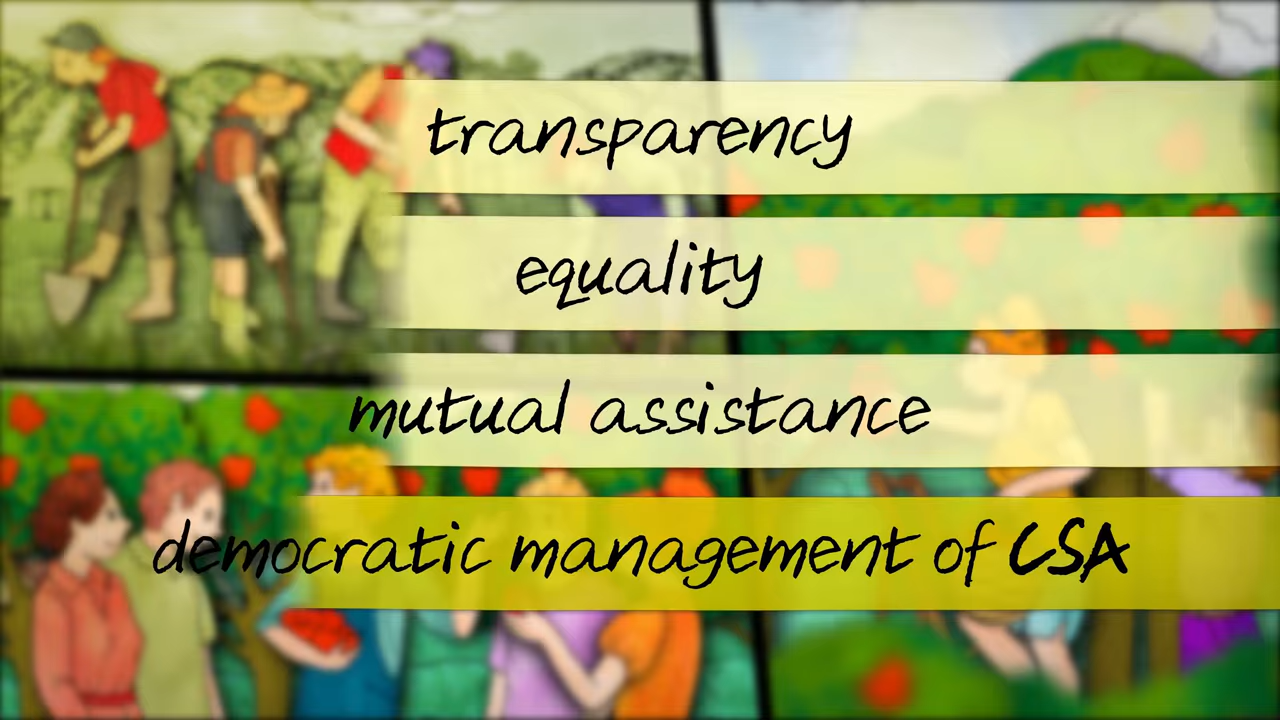 transparency
equality
mutual assistance
democratic management of CSA